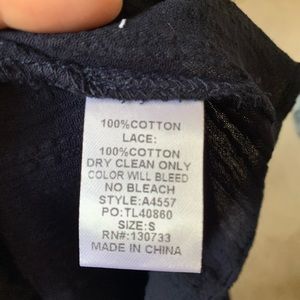 100%COTTON
LACE:
100%COTTON
DRY CLEAN ONLY
COLOR WILL BLEED
NO BLEACH
STYLE:A4557
PO:TL40860
SIZE:S
RN#:130733
MADE IN CHINA